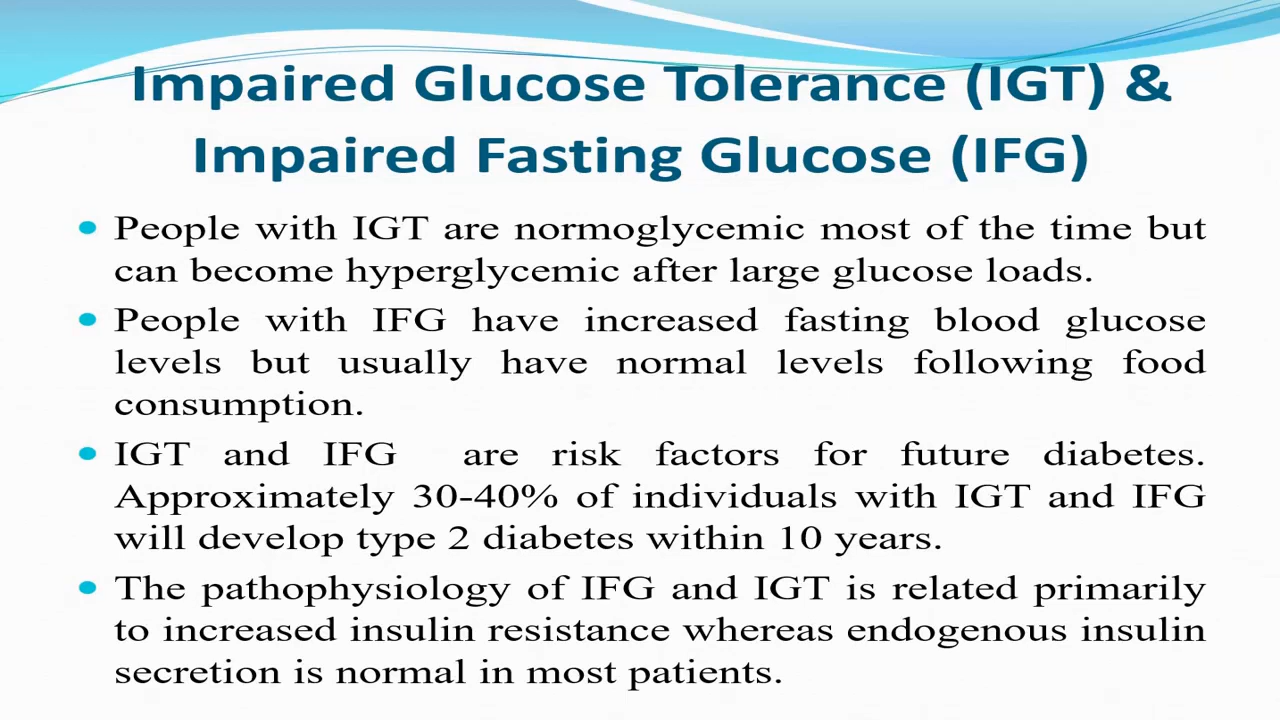 Impaired Glucose Tolerance (IGT) &
Impaired Fasting Glucose (IFG)
• People with IGT are normoglycemic most of the time but
can become hyperglycemic after large glucose loads.
• People with IFG have increased fasting blood glucose
levels but usually have normal levels following food
consumption.
• IGT and IFG are risk factors for future diabetes.
Approximately 30-40% of individuals with IGT and IFG
will develop type 2 diabetes within 10 years.
• The pathophysiology of IFG and IGT is related primarily
to increased insulin resistance whereas endogenous insulin
secretion is normal in most patients.